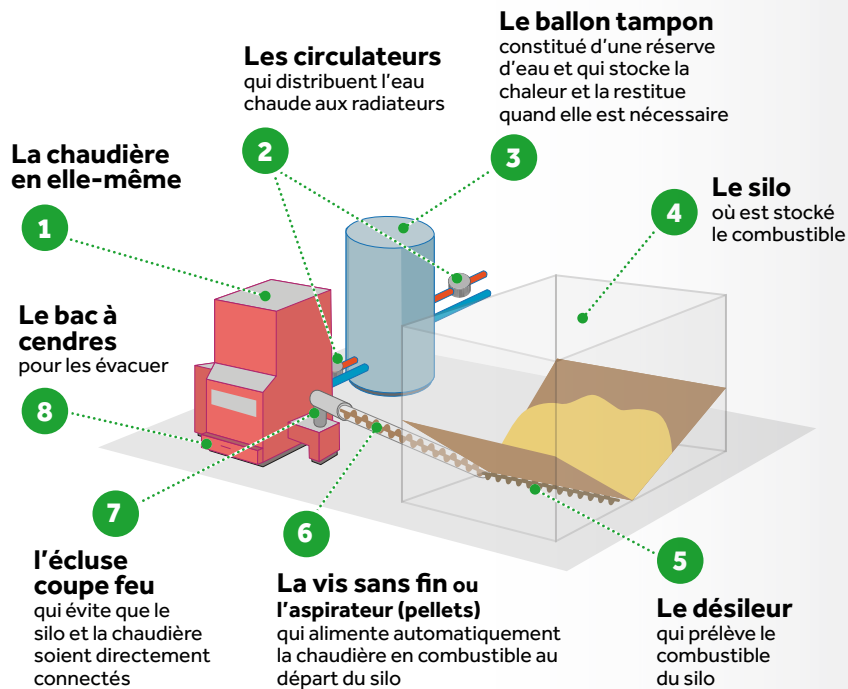 Le ballon tampon
constitué d'une réserve
d'eau et qui stocke la
chaleur et la restitue
quand elle est nécessaire
3
Les circulateurs
qui distribuent l'eau
chaude aux radiateurs
2
La chaudière
en elle-même
1
Le silo
où est stocké
le combustible
4
Le bac à
cendres
pour les évacuer
8
7
l'écluse
coupe feu
qui évite que le
silo et la chaudière
soient directement
connectés
6
La vis sans fin ou
l'aspirateur (pellets)
qui alimente automatiquement
la chaudière en combustible au
départ du silo
5
Le désileur
qui prélève le
combustible
du silo